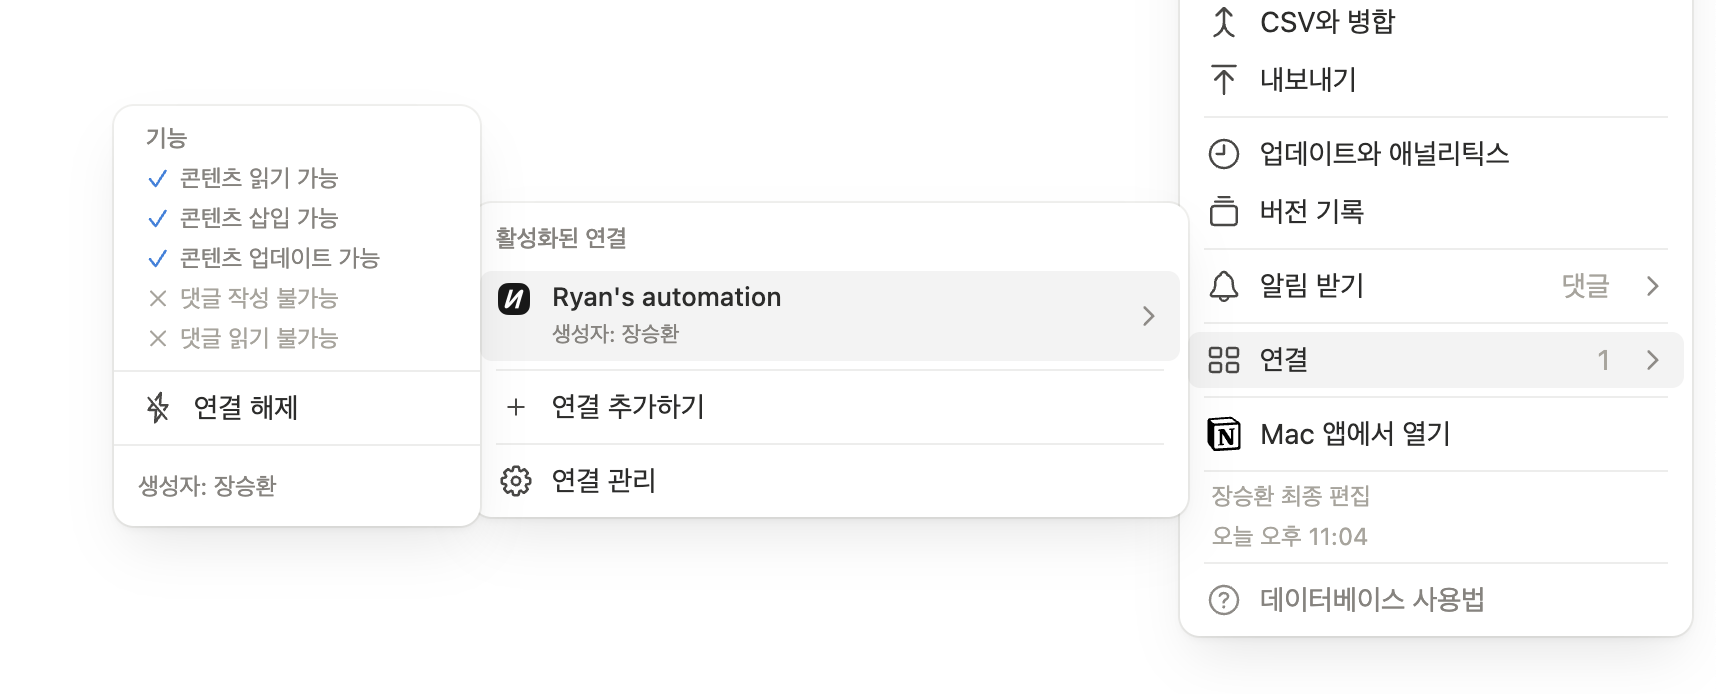 기능
콘텐츠 읽기 가능
콘텐츠 삽입 가능
콘텐츠 업데이트 가능
댓글 작성 불가능
댓글 읽기 불가능
연결 해제
생성자: 장승환
활성화된 연결
Ryan's automation
생성자: 장승환
연결 추가하기
연결 관리
CSV와 병합
내보내기
업데이트와 애널리틱스
버전 기록
알림 받기 댓글
연결 1
Mac 앱에서 열기
장승환 최종 편집
오늘 오후 11:04
데이터베이스 사용법